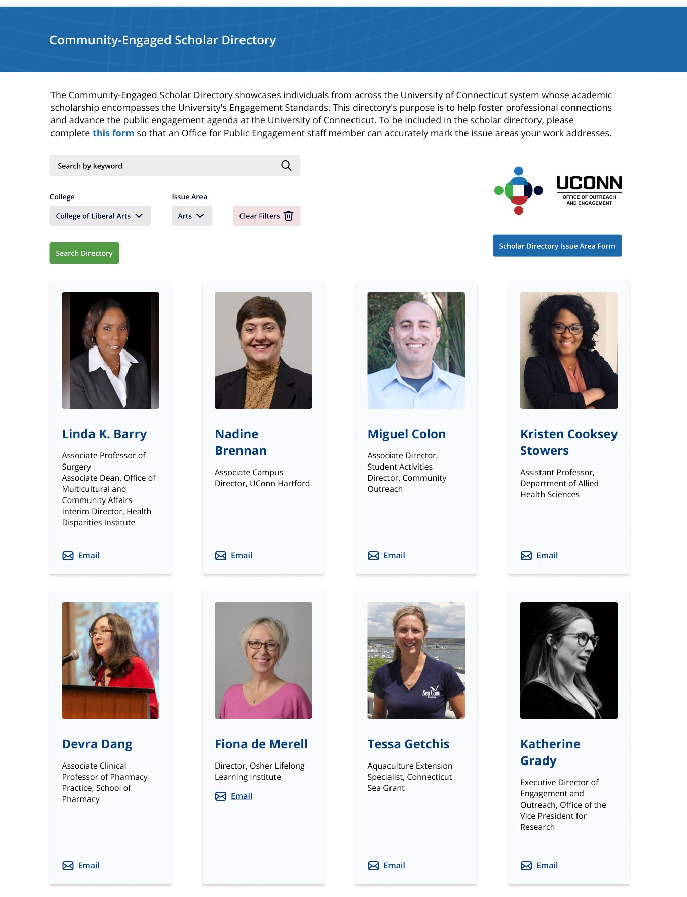 Community-Engaged Scholar Directory
The Community-Engaged Scholar Directory showcases individuals from across the University of Connecticut system whose academic
scholarship encompasses the University's Engagement Standards. This directory's purpose is to help foster professional connections
and advance the public engagement agenda at the University of Connecticut. To be included in the scholar directory, please
complete this form so that an Office for Public Engagement staff member can accurately mark the issue areas your work addresses.
Search by keyword
College
Issue Area
College of Liberal Arts
Arts
Clear Filters
Search Directory
UCONN
OFFICE OF OUTREACH
AND ENGAGEMENT
Scholar Directory Issue Area Form
Linda K. Barry
Associate Professor of
Surgery
Associate Dean, Office of
Multicultural and
Community Affairs
Interim Director, Health
Disparities Institute
Email
Nadine
Brennan
Associate Campus
Director, UConn Hartford
Email
Miguel Colon
Associate Director,
Student Activities
Director, Community
Outreach
Email
Kristen Cooksey
Stowers
Assistant Professor,
Department of Allied
Health Sciences
Email
Devra Dang
Associate Clinical
Professor of Pharmacy
Practice, School of
Pharmacy
Email
Fiona de Merell
Director, Osher Lifelong
Learning Institute
Email
Sea Grant
Tessa Getchis
Aquaculture Extension
Specialist, Connecticut
Sea Grant
Email
Katherine
Grady
Executive Director of
Engagement and
Outreach, Office of the
Vice President for
Research
Email